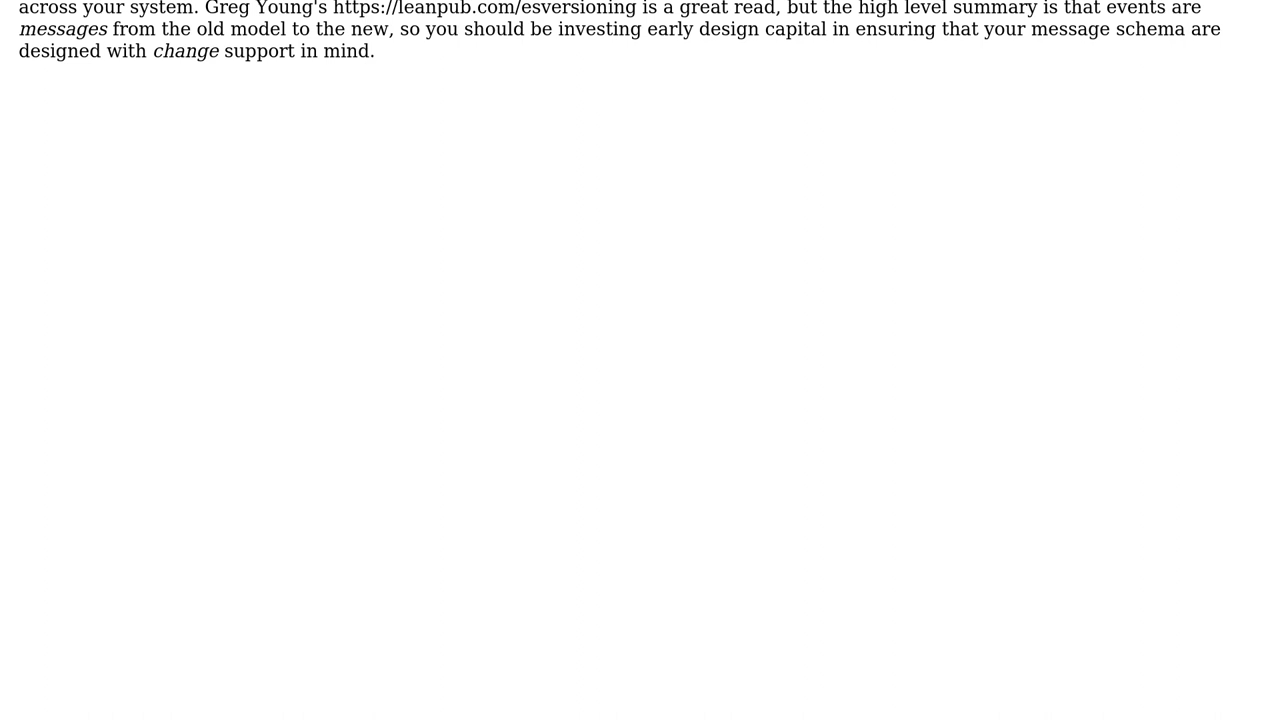 across your system. Greg Young's https://leanpub.com/esversioning is a great read, but the high level summary is that events are
messages from the old model to the new, so you should be investing early design capital in ensuring that your message schema are
designed with change support in mind.